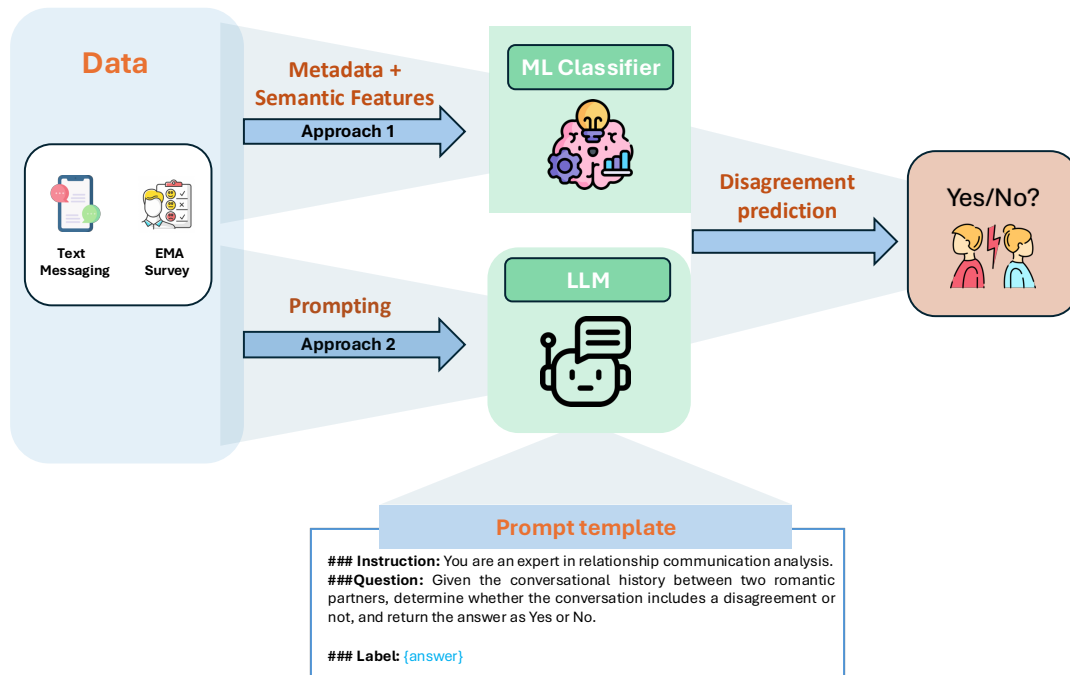 Data
Text
Messaging
EMA
Survey
Metadata +
Semantic Features
Approach 1
Prompting
Approach 2
ML Classifier
LLM
Disagreement
prediction
Yes/No?
Prompt template
### Instruction: You are an expert in relationship communication analysis.
###Question: Given the conversational history between two romantic
partners, determine whether the conversation includes a disagreement or
not, and return the answer as Yes or No.
### Label: {answer}